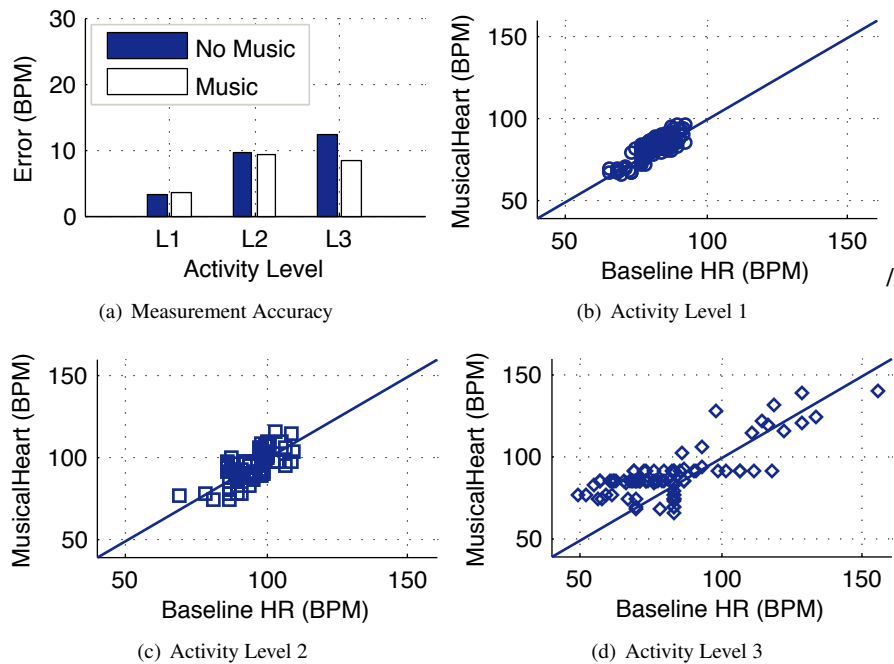 30
20
10
0
Error (BPM)
No Music
Music
L1 L2 L3
Activity Level
(a) Measurement Accuracy
150
100
50
MusicalHeart (BPM)
50 100 150
Baseline HR (BPM)
(b) Activity Level 1
/
150
100
50
MusicalHeart (BPM)
50 100 150
Baseline HR (BPM)
(c) Activity Level 2
150
100
50
MusicalHeart (BPM)
50 100 150
Baseline HR (BPM)
(d) Activity Level 3